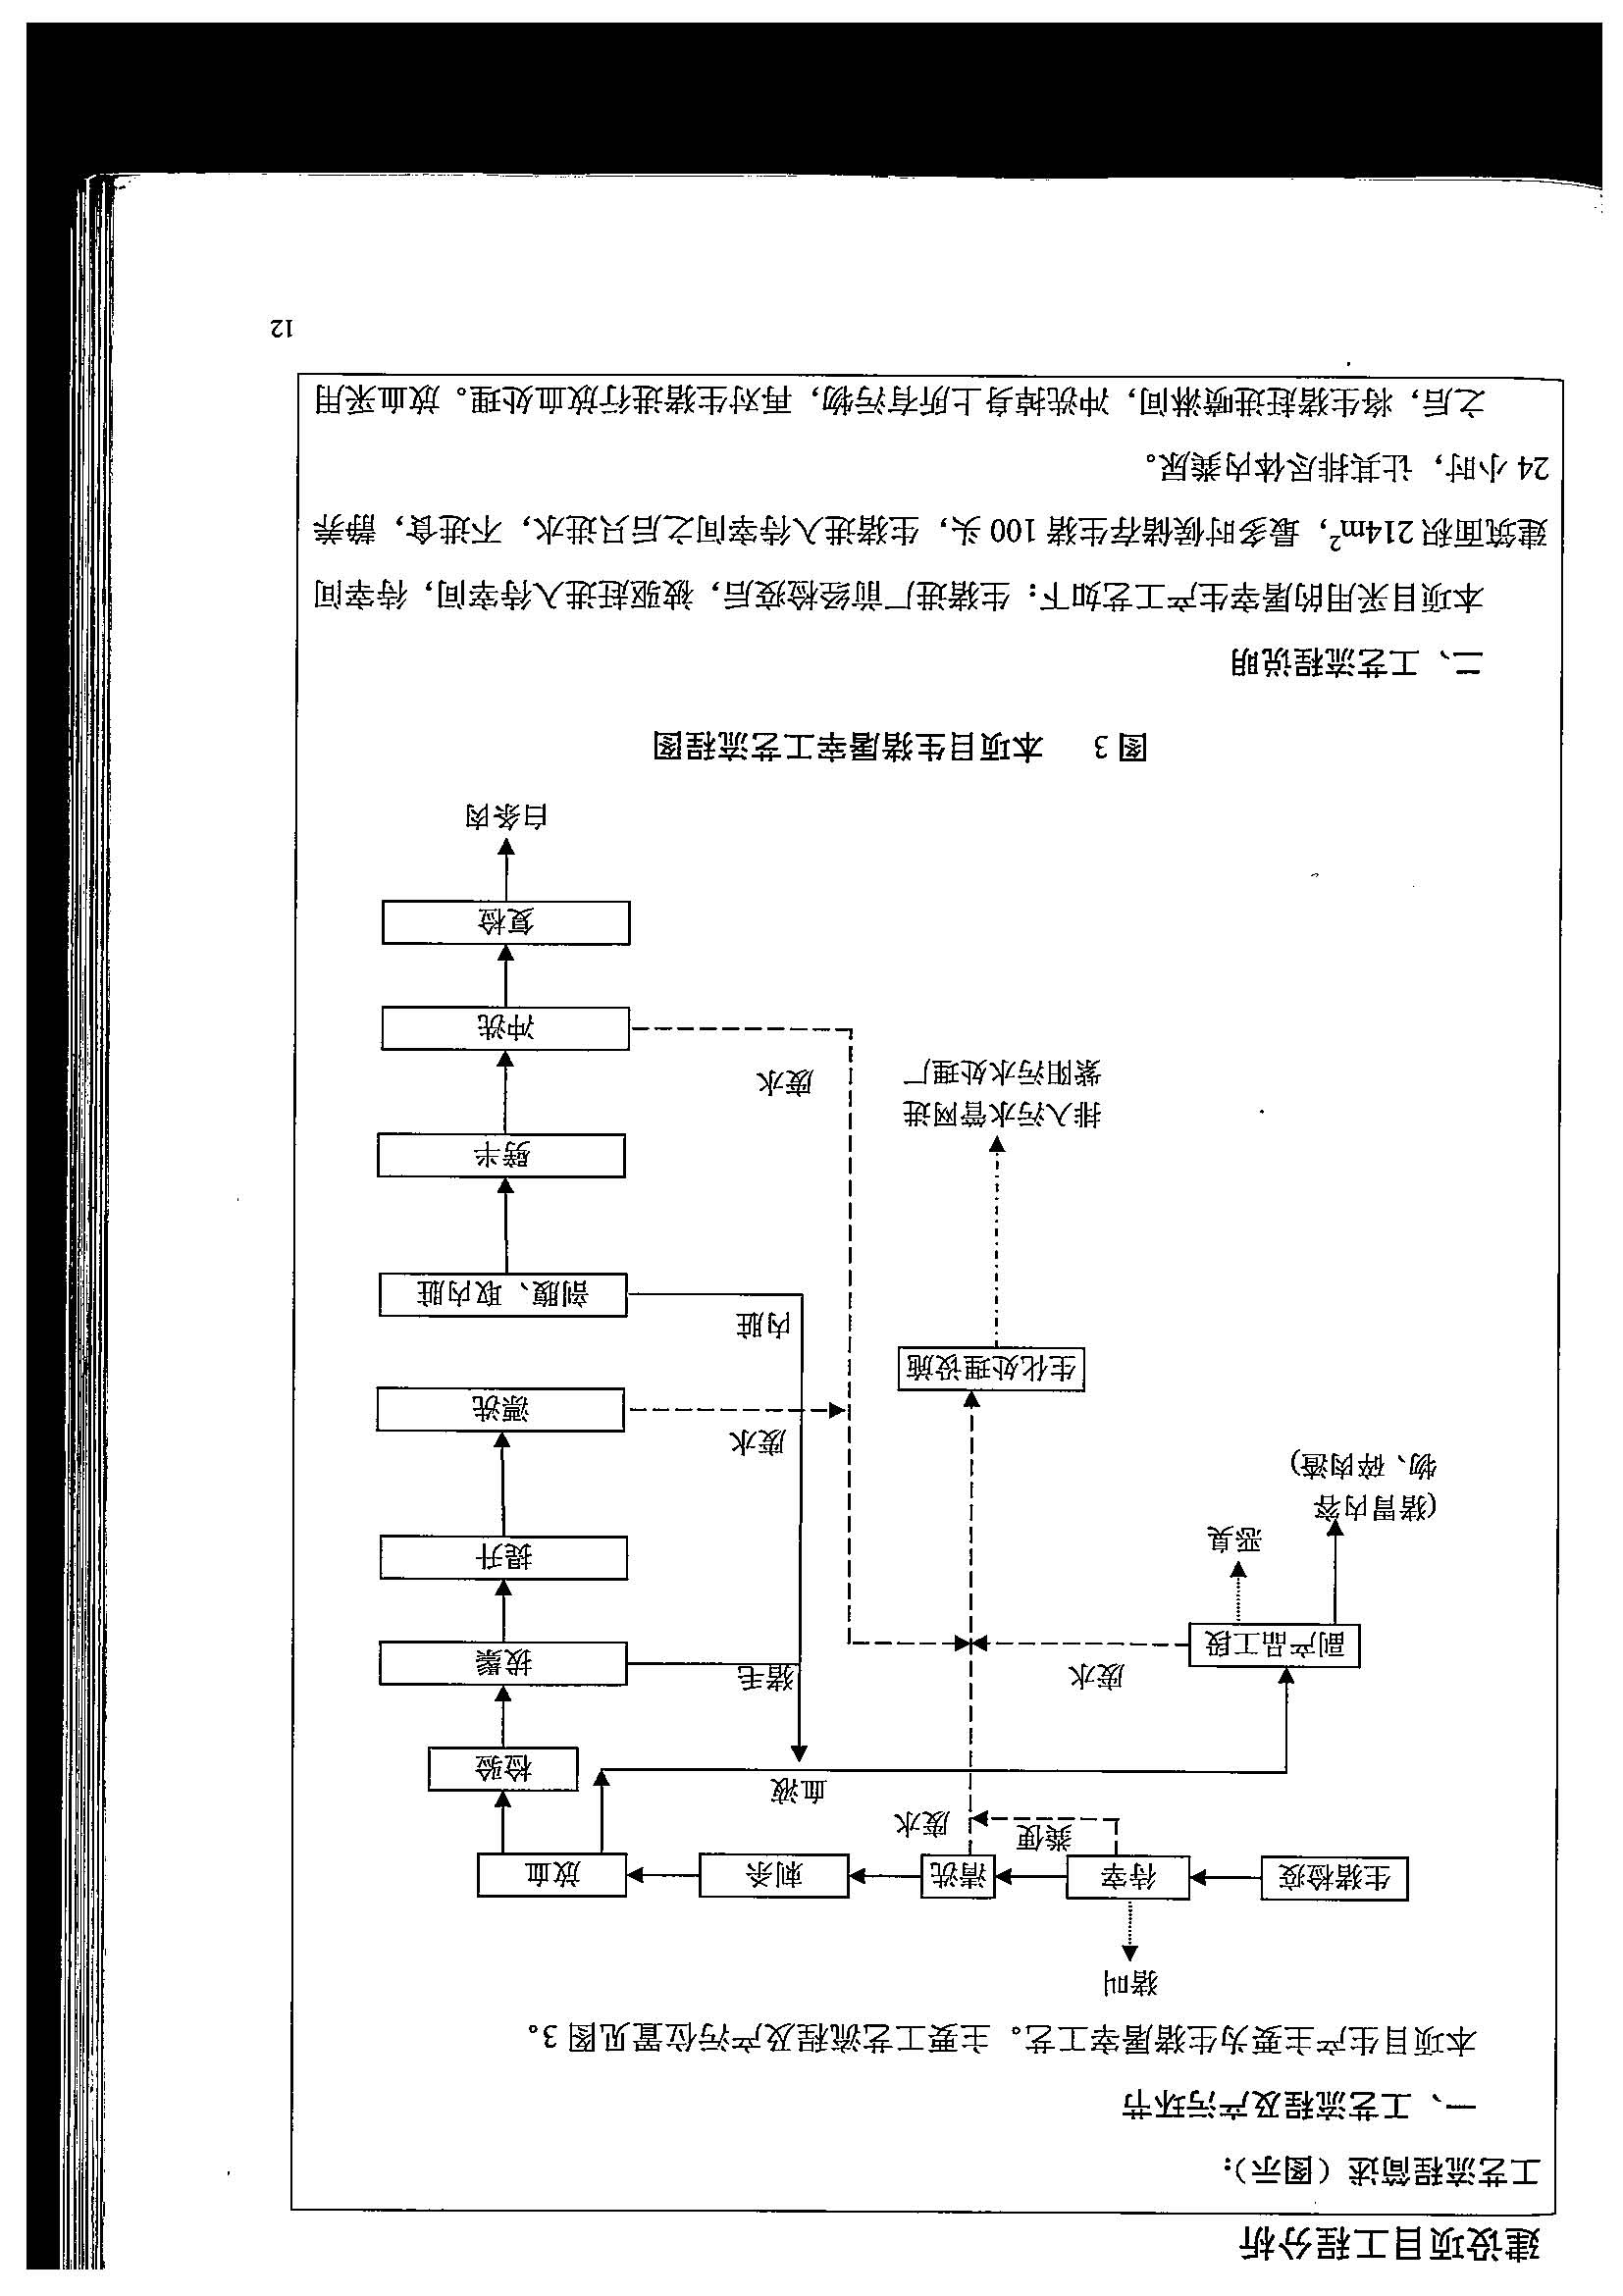 建设项目工程分析
工艺流程简述（图示）：
一、工艺流程及产污环节
本项目生产主要为生猪屠宰工艺。主要工艺流程及产污位置见图 3。
猪叫
生猪检疫
待宰
清洗
刺杀
放血
粪便
废水
血液
检验
副产品工段
废水
猪毛
拔鬃
恶臭
(猪胃内容
物、碎肉渣)
提升
废水
漂洗
生化处理设施
内脏
剖腹、取内脏
劈半
排入污水管网进
紫阳污水处理厂
废水
冲洗
复检
白条肉
图 3 本项目生猪屠宰工艺流程图
二、工艺流程说明
本项目采用的屠宰生产工艺如下：生猪进厂前经检疫后，被驱赶进入待宰间，待宰间
建筑面积 214m²，最多时候储存生猪 100 头，生猪进入待宰间之后只进水，不进食，静养
24 小时，让其排尽体内粪尿。
之后，将生猪赶进喷淋间，冲洗掉身上所有污物，再对生猪进行放血处理。放血采用
12